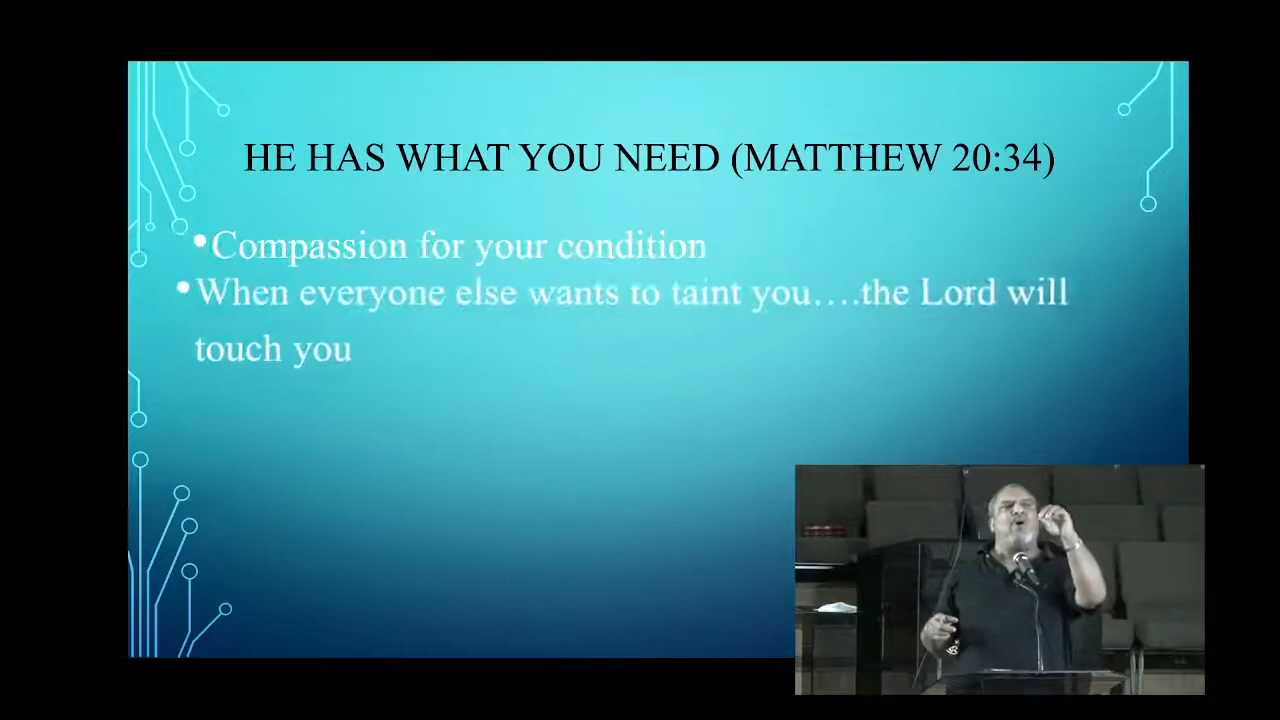 HE HAS WHAT YOU NEED (MATTHEW 20:34)
•Compassion for your condition
•When everyone else wants to taint you....the Lord will
touch you